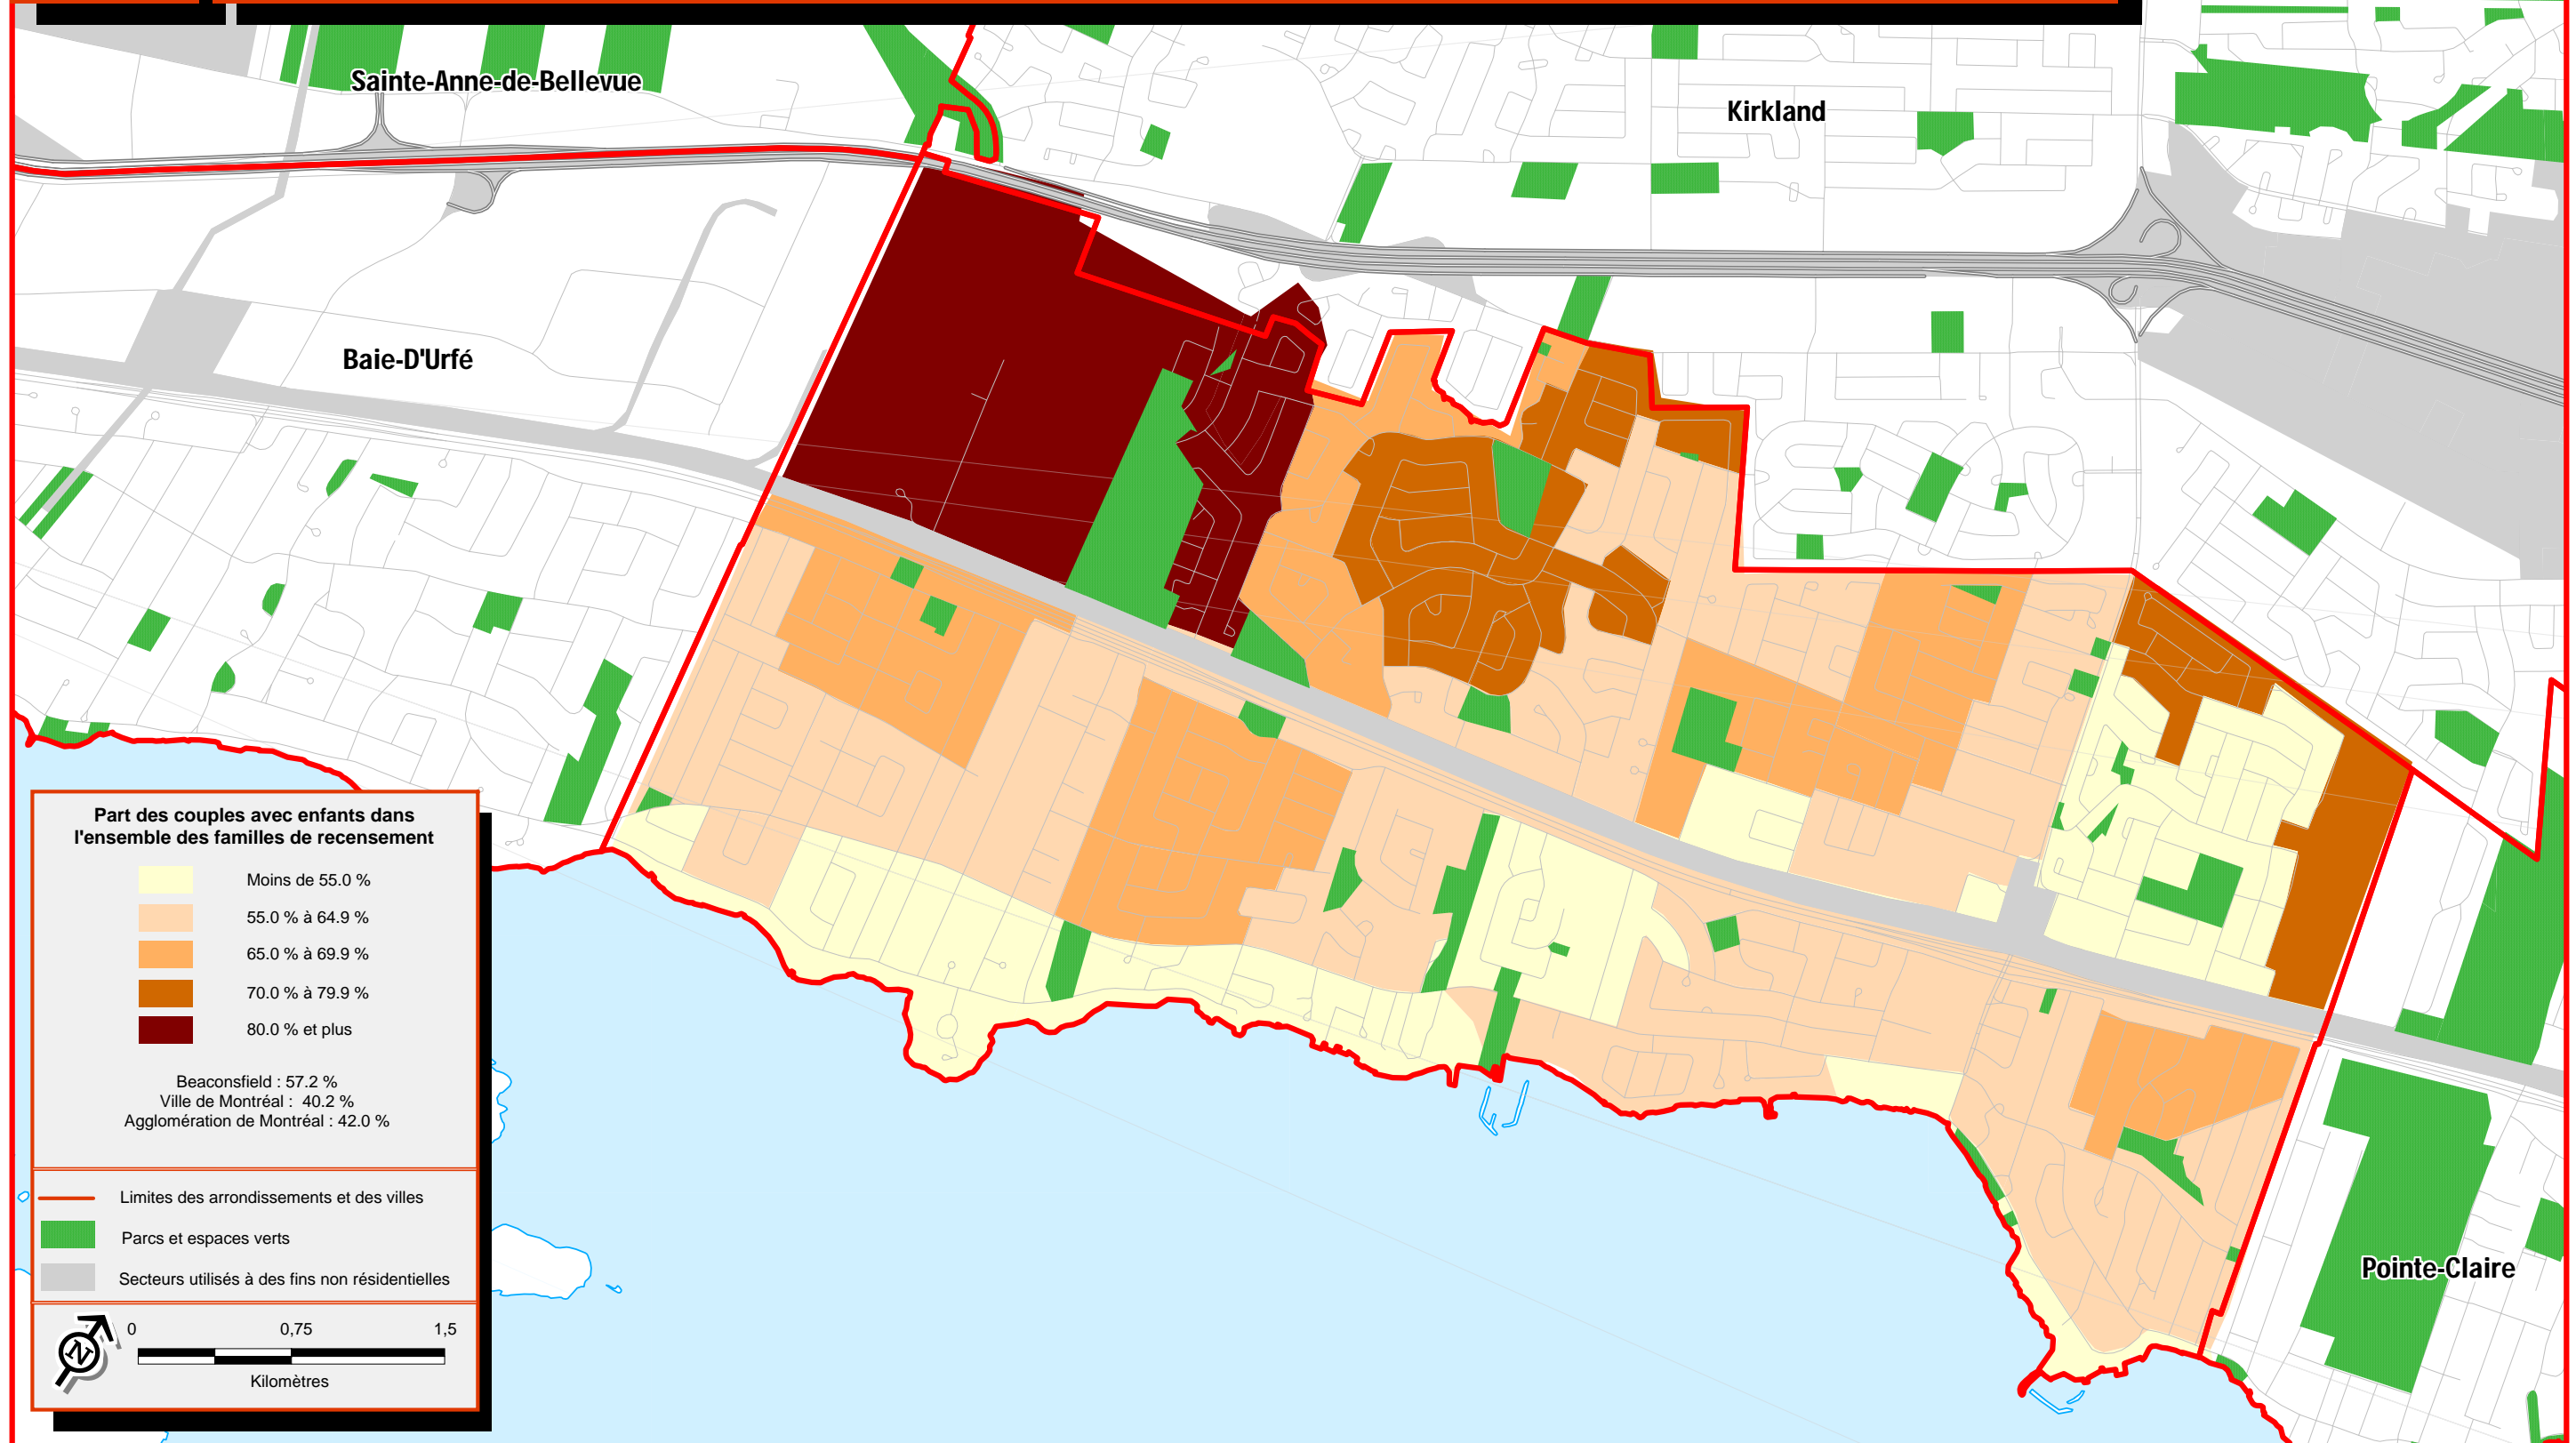 Sainte-Anne-de-Bellevue
Kirkland
Baie-D'Urfé
Pointe-Claire
Part des couples avec enfants dans
l'ensemble des familles de recensement
Moins de 55.0 %
55.0 % à 64.9 %
65.0 % à 69.9 %
70.0 % à 79.9 %
80.0 % et plus
Beaconsfield : 57.2 %
Ville de Montréal : 40.2 %
Agglomération de Montréal : 42.0 %
Limites des arrondissements et des villes
Parcs et espaces verts
Secteurs utilisés à des fins non résidentielles
N
0 0,75 1,5
Kilomètres